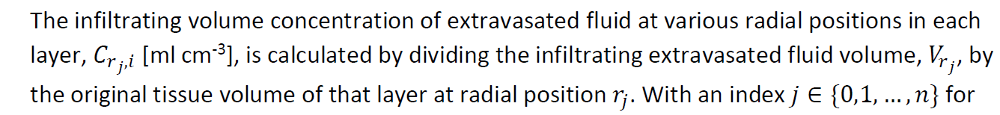 The infiltrating volume concentration of extravasated fluid at various radial positions in each
layer, $C_{r_j,i}$ [ml cm⁻³], is calculated by dividing the infiltrating extravasated fluid volume, $V_{r_j}$, by
the original tissue volume of that layer at radial position $r_j$. With an index $j \in \{0,1, \dots, n\}$ for